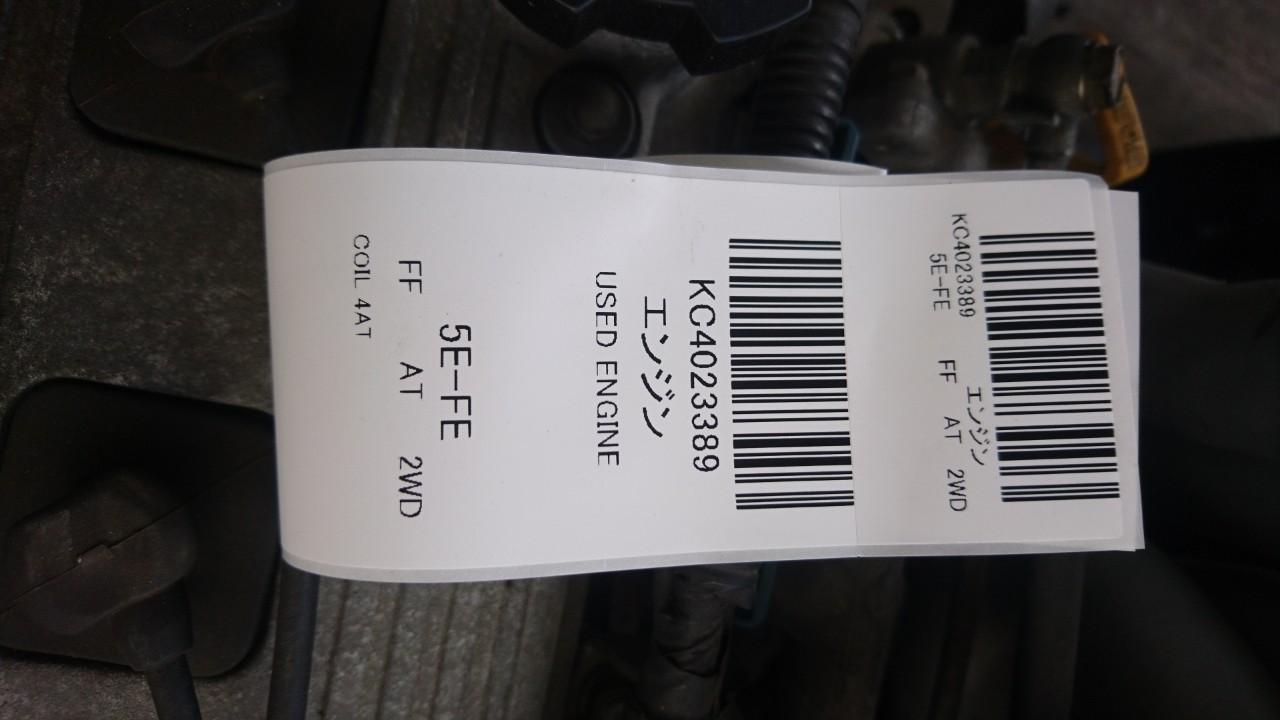 KC4023389
5E-FE
エンジン
FF AT 2WD
KC4023389
エンジン
USED ENGINE
5E-FE
FF AT 2WD
COIL 4AT